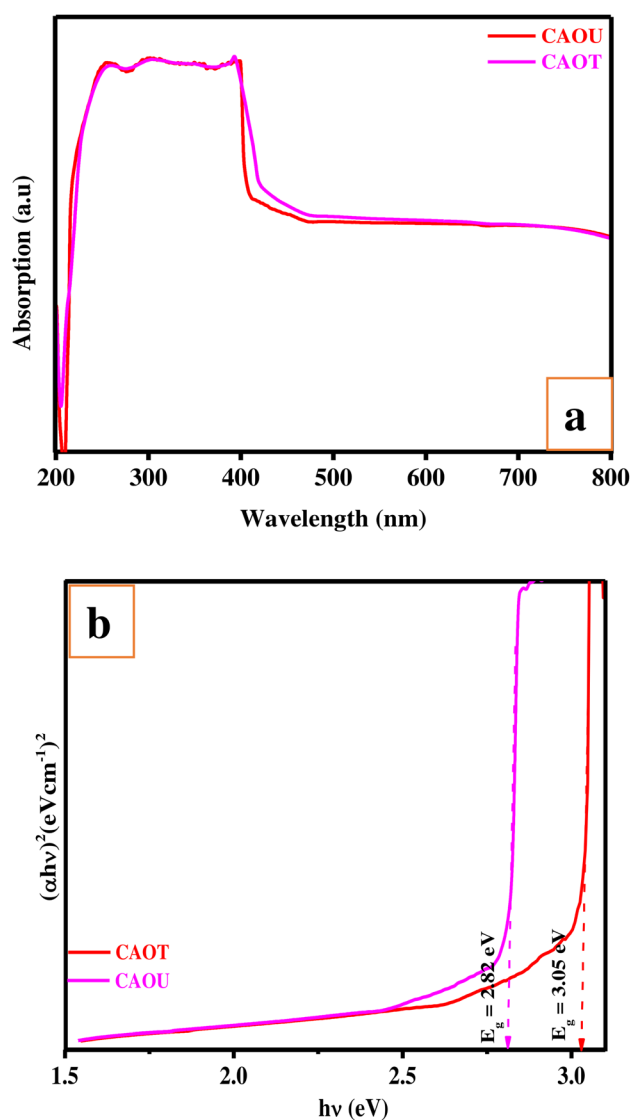 CAOU
CAOT
Absorption (a.u)
a
200 300 400 500 600 700 800
Wavelength (nm)
b
(αhν)²(eVcm⁻¹)²
CAOT
CAOU
E_g = 2.82 eV
E_g = 3.05 eV
1.5 2.0 2.5 3.0
hν (eV)